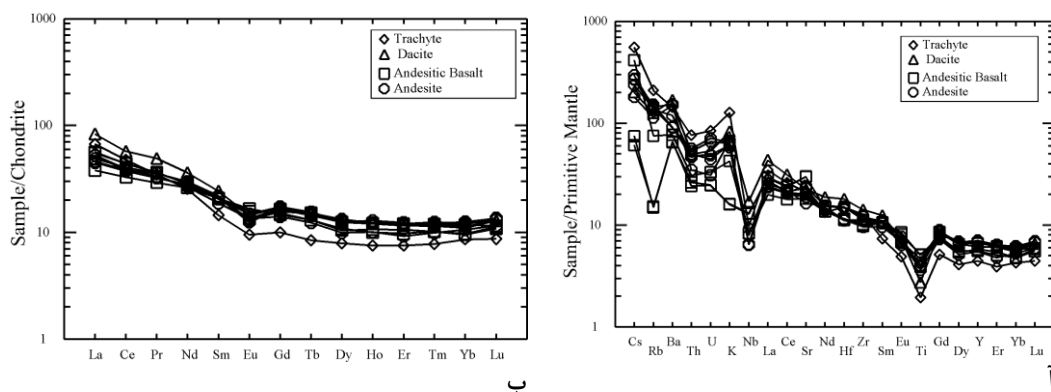 1000
100
10
1
Sample/Chondrite
Trachyte
Dacite
Andesitic Basalt
Andesite
La Ce Pr Nd Sm Eu Gd Tb Dy Ho Er Tm Yb Lu
ب
1000
100
10
1
Sample/Primitive Mantle
Trachyte
Dacite
Andesitic Basalt
Andesite
Cs Rb Ba Th U K Nb La Ce Sr Nd Hf Zr Sm Eu Ti Gd Dy Y Er Yb Lu
آ